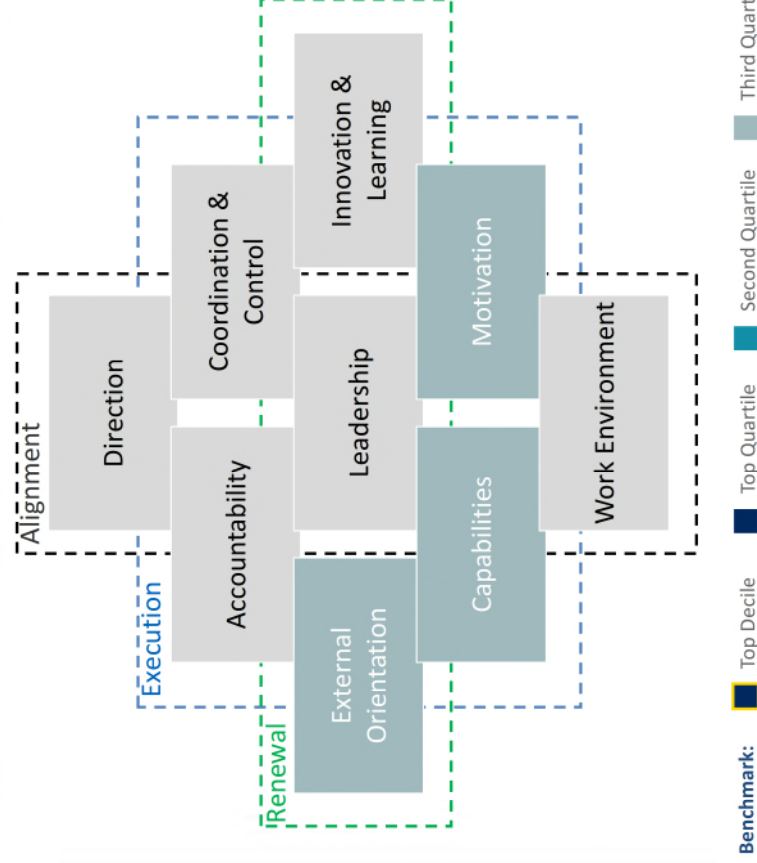 Alignment
Direction
Execution
Accountability
Coordination &
Control
Renewal
External
Orientation
Leadership
Innovation &
Learning
Capabilities
Motivation
Work Environment
Benchmark:
Top Decile
Top Quartile
Second Quartile
Third